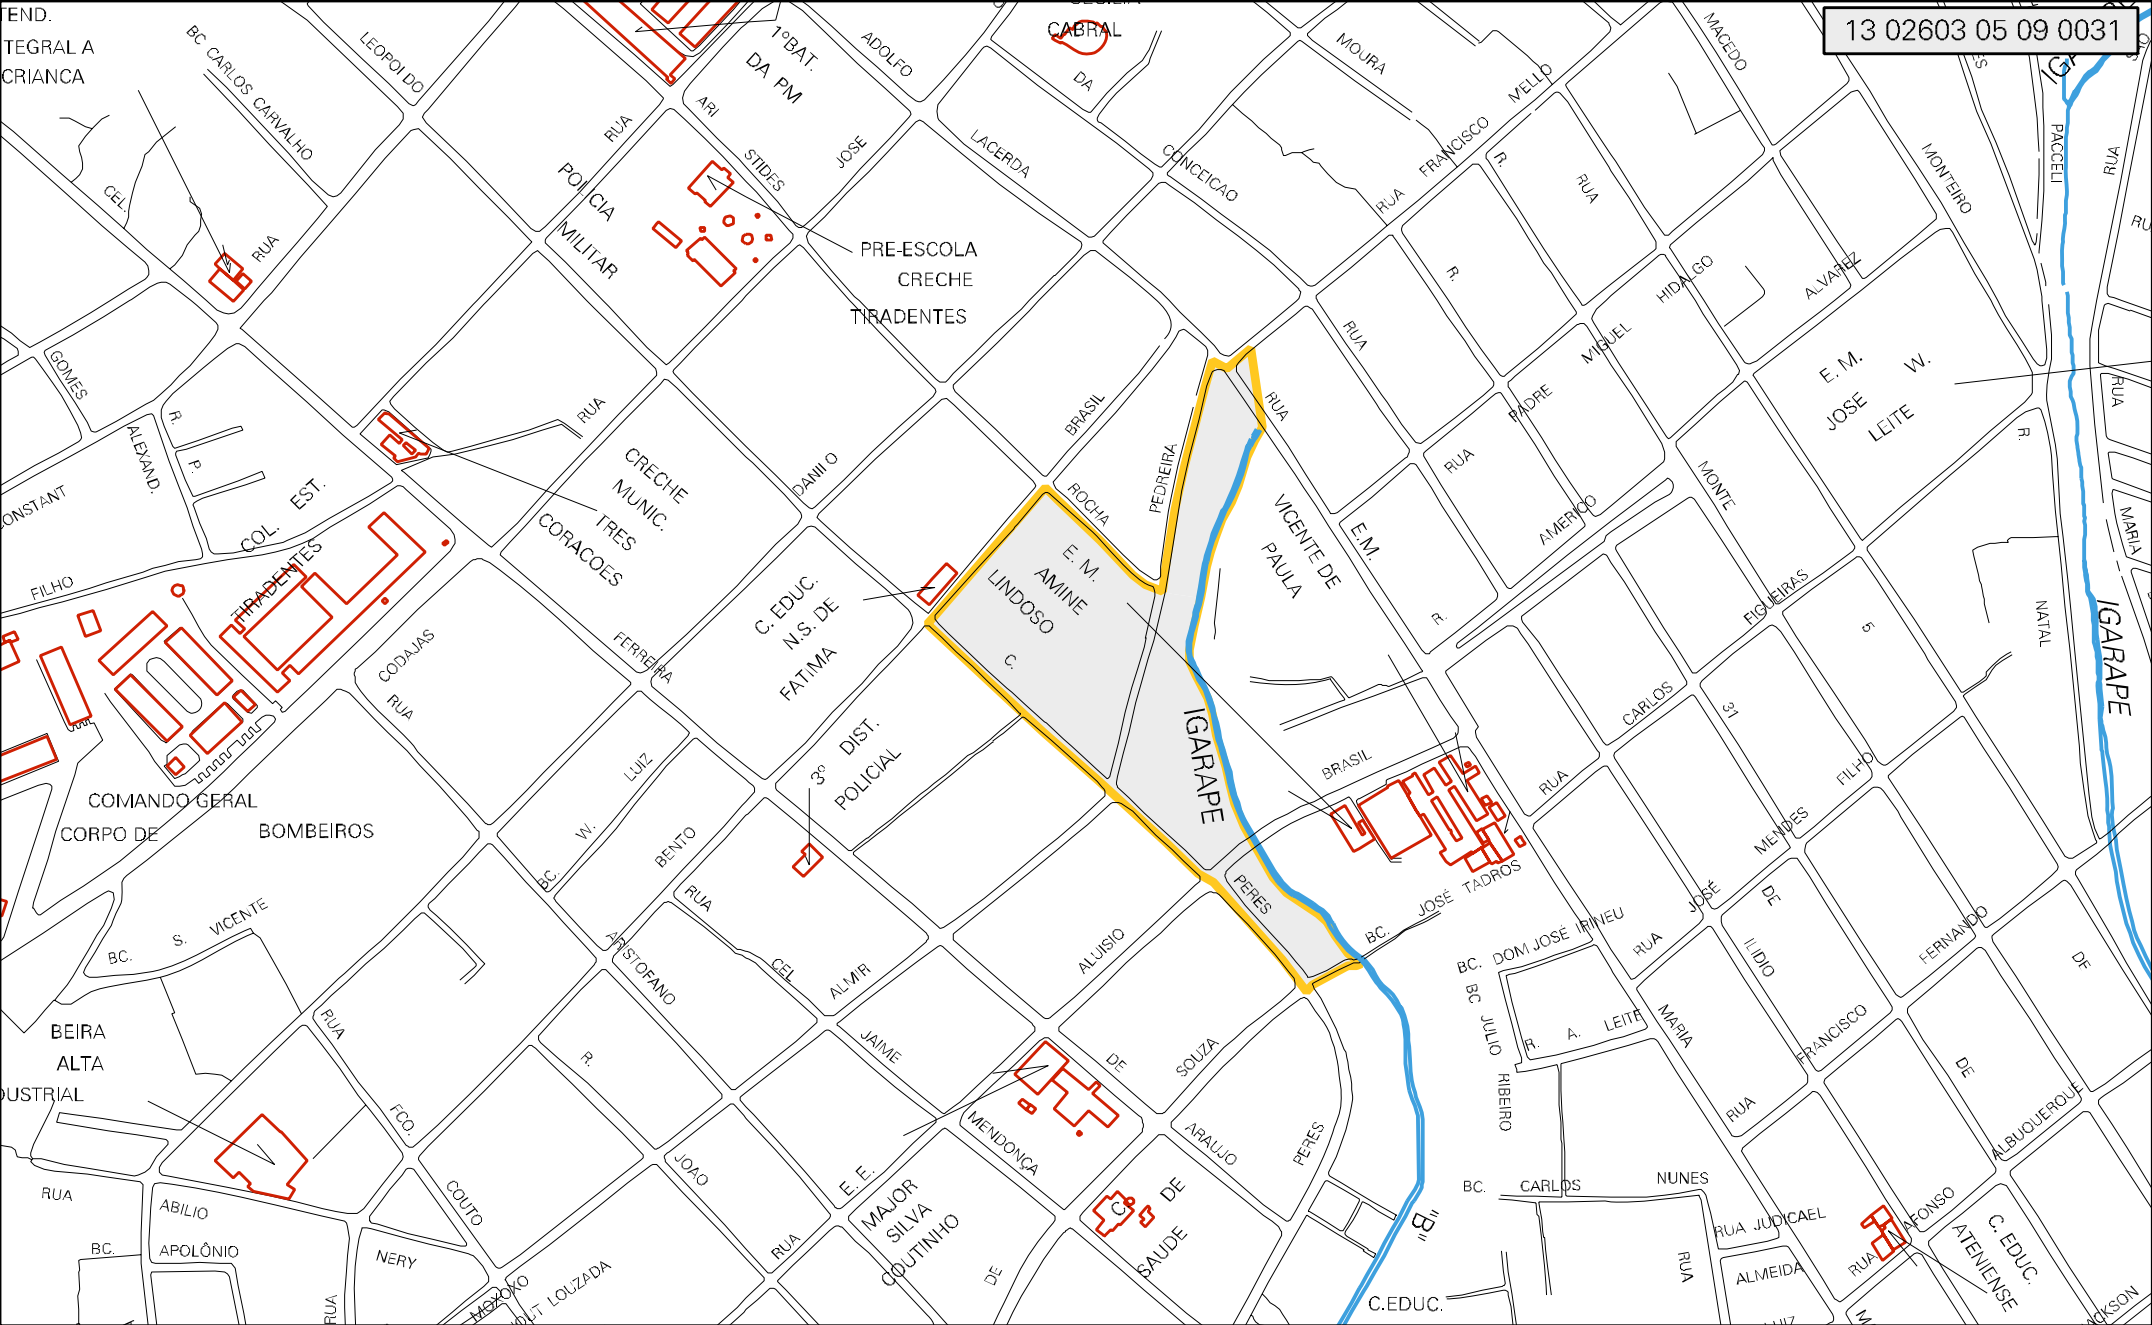 TEND.
TEGRAL A
CRIANCA
BC CARLOS CARVALHO
LEOPOLDO
1ºBAT.
DA PM
ADOLFO
CABRAL
DA
MOURA
MELLO
MACEDO
13 02603 05 09 0031
CEL.
RUA
RUA
ARI
STIDES
JOSE
LACERDA
CONCEICAO
RUA
FRANCISCO
R.
RUA
MONTEIRO
PACCELI
RUA
POLICIA
MILITAR
PRE-ESCOLA
CRECHE
TIRADENTES
R.
HIDALGO
ALVAREZ
GOMES
R.
P.
ALEXAND.
RUA
BRASIL
PEDREIRA
RUA
RUA
MIGUEL
PADRE
RUA
E. M.
JOSE
W.
LEITE
RUA
R.
CONSTANT
COL. EST.
TIRADENTES
FILHO
CRECHE
MUNIC.
TRES
CORACOES
DANILO
ROCHA
VICENTE DE
PAULA
E.M.
R.
AMERICO
MONTE
MARIA
E. M.
AMINE
LINDOSO
C.
C. EDUC.
N.S. DE
FATIMA
FERREIRA
CODAJAS
RUA
FIGUEIRAS
5
NATAL
IGARAPE
COMANDO GERAL
CORPO DE
BOMBEIROS
3º DIST.
POLICIAL
LUIZ
W.
BC.
BENTO
IGARAPE
BRASIL
CARLOS
31
RUA
FILHO
MENDES
BC.
S.
VICENTE
RUA
CEL
ALMIR
ARISTOFANO
ALUISIO
PERES
BC.
JOSÉ TADROS
BC. DOM JOSÉ IRINEU
RUA
JOSÉ
DE
ILIDIO
FERNANDO
DE
BEIRA
ALTA
DUSTRIAL
RUA
R.
JAIME
DE
SOUZA
BC JULIO RIBEIRO
R. A. LEITE
MARIA
RUA
FRANCISCO
DE
ALBUQUERQUE
FCO.
COUTO
JOAO
MENDONÇA
ARAUJO
PERES
RUA
ABILIO
BC.
APOLÔNIO
NERY
RUA
E. E.
MAJOR
SILVA
COUTINHO
RUA
DE
C. DE
SAUDE
"B"
BC. CARLOS NUNES
RUA JUDICAEL
RUA
ALMEIDA
RUA
AFONSO
C. EDUC.
ATENIENSE
MOXOXO
LOUZADA
C.EDUC.